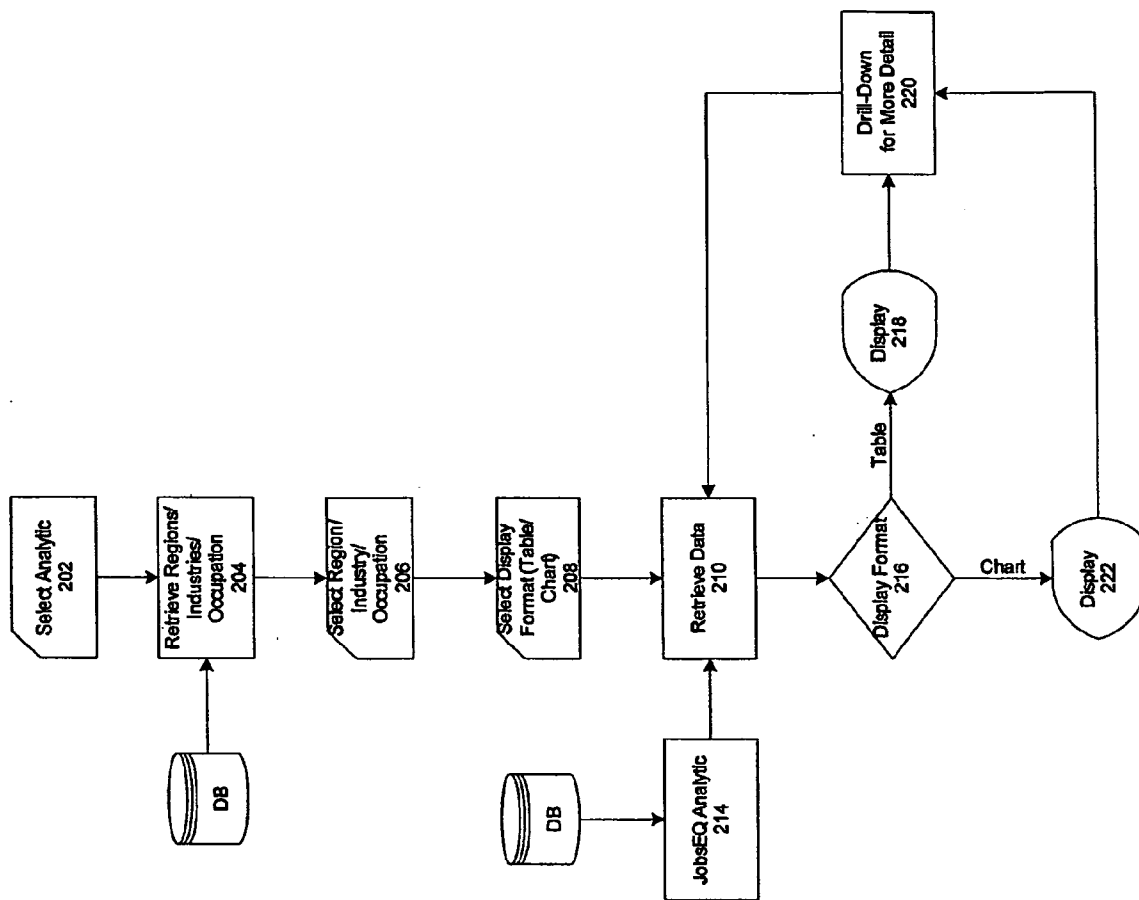 Select Analytic
202
Retrieve Regions/
Industries/
Occupation
204
DB
Select Region/
Industry/
Occupation
206
Select Display
Format (Table/
Chart)
208
DB
JobsEQ Analytic
214
Retrieve Data
210
Display Format
216
Table
Display
218
Drill-Down
for More Detail
220
Chart
Display
222